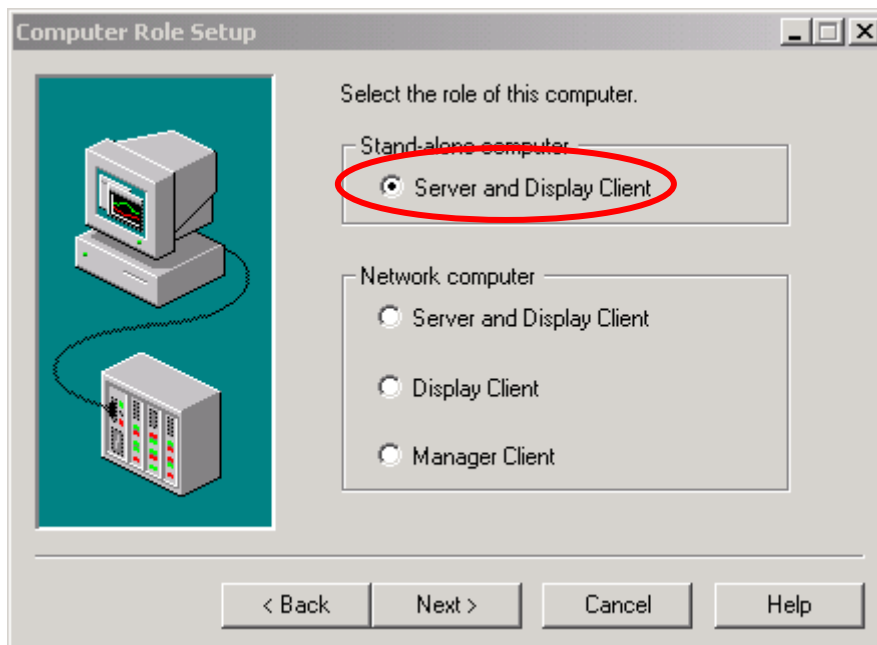 Computer Role Setup
Select the role of this computer.
Stand-alone computer
Server and Display Client
Network computer
Server and Display Client
Display Client
Manager Client
< Back
Next >
Cancel
Help